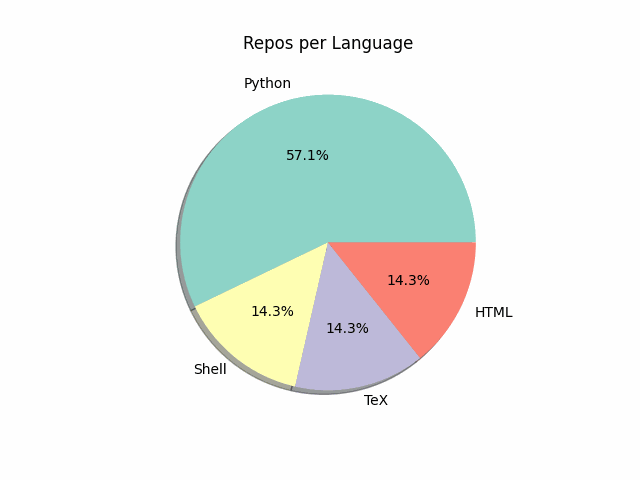 Repos per Language
Python
57.1%
14.3%
14.3%
14.3%
HTML
Shell
TeX